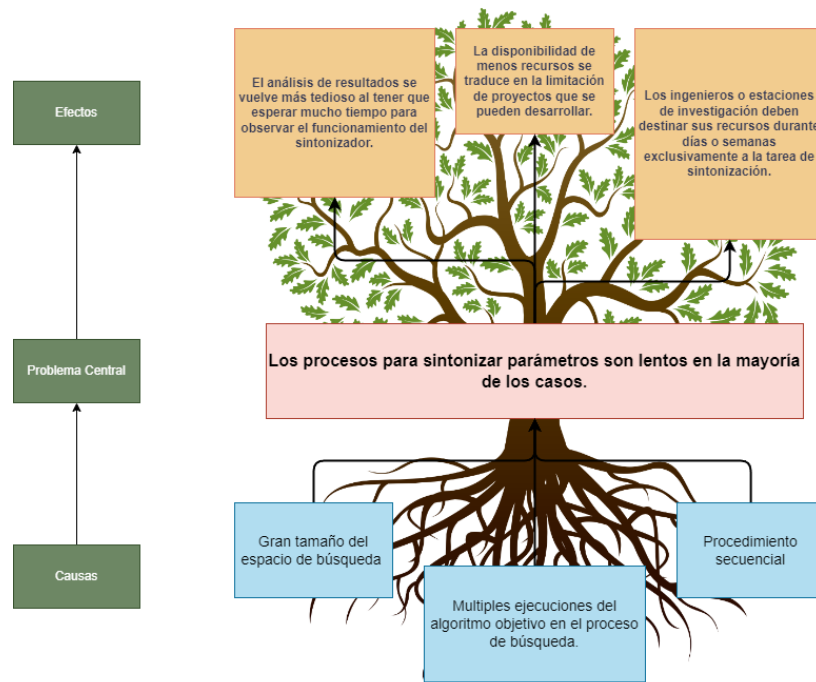 Efectos
Problema Central
Causas
El análisis de resultados se
vuelve más tedioso al tener que
esperar mucho tiempo para
observar el funcionamiento del
sintonizador.
La disponibilidad de
menos recursos se
traduce en la limitación
de proyectos que se
pueden desarrollar.
Los ingenieros o estaciones
de investigación deben
destinar sus recursos durante
días o semanas
exclusivamente a la tarea de
sintonización.
Los procesos para sintonizar parámetros son lentos en la mayoría
de los casos.
Gran tamaño del
espacio de búsqueda
Multiples ejecuciones del
algoritmo objetivo en el proceso
de búsqueda.
Procedimiento
secuencial